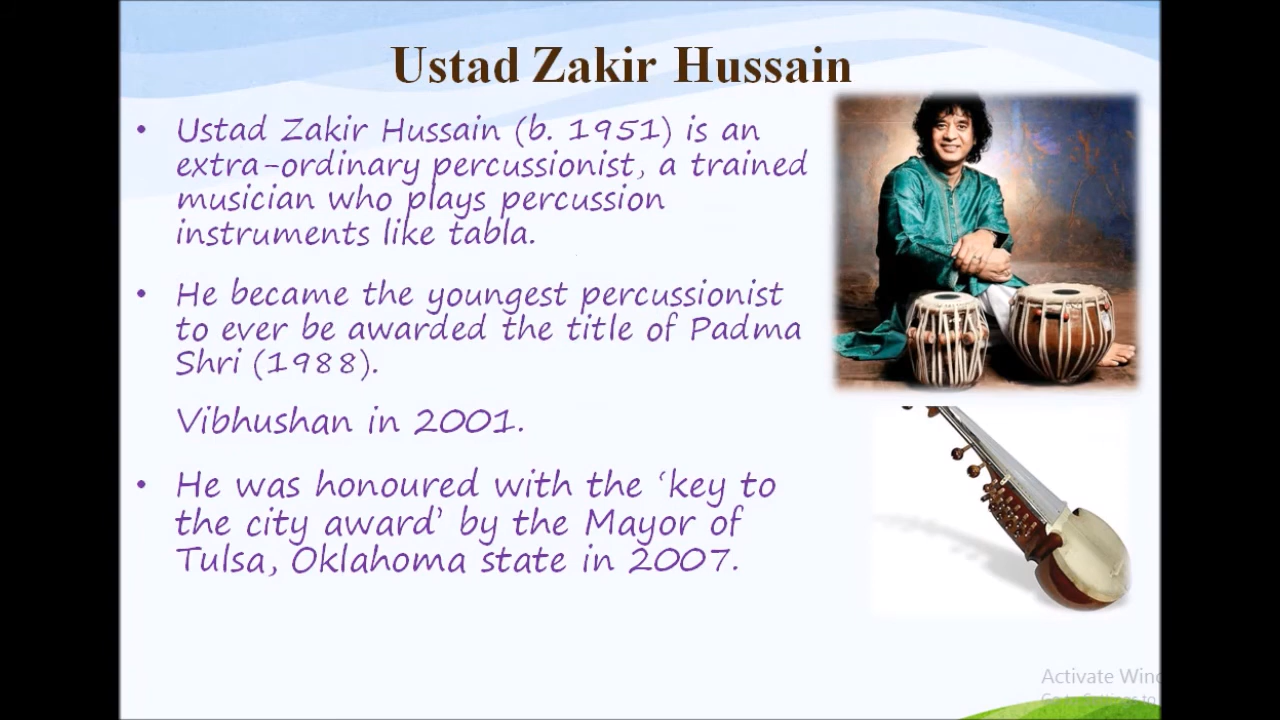 Ustad Zakir Hussain
• Ustad Zakir Hussain (b. 1951) is an
extra-ordinary percussionist, a trained
musician who plays percussion
instruments like tabla.
• He became the youngest percussionist
to ever be awarded the title of Padma
Shri (1988).
Vibhushan in 2001.
• He was honoured with the ‘key to
the city award’ by the Mayor of
Tulsa, Oklahoma state in 2007.
Activate